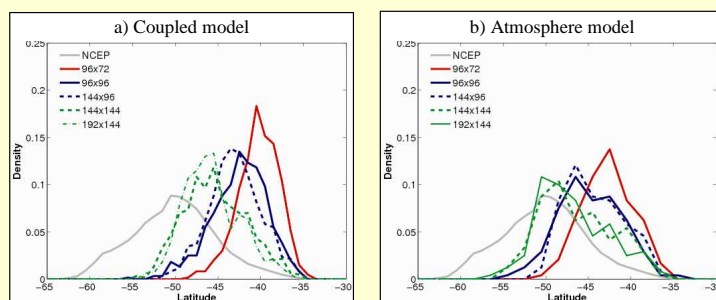 a) Coupled model
0.25
0.2
0.15
0.1
0.05
0
Density
NCEP
96x72
96x96
144x96
144x144
192x144
−65 −60 −55 −50 −45 −40 −35 −30
Latitude
b) Atmosphere model
0.25
0.2
0.15
0.1
0.05
0
Density
NCEP
96x72
96x96
144x96
144x144
192x144
−65 −60 −55 −50 −45 −40 −35 −30
Latitude